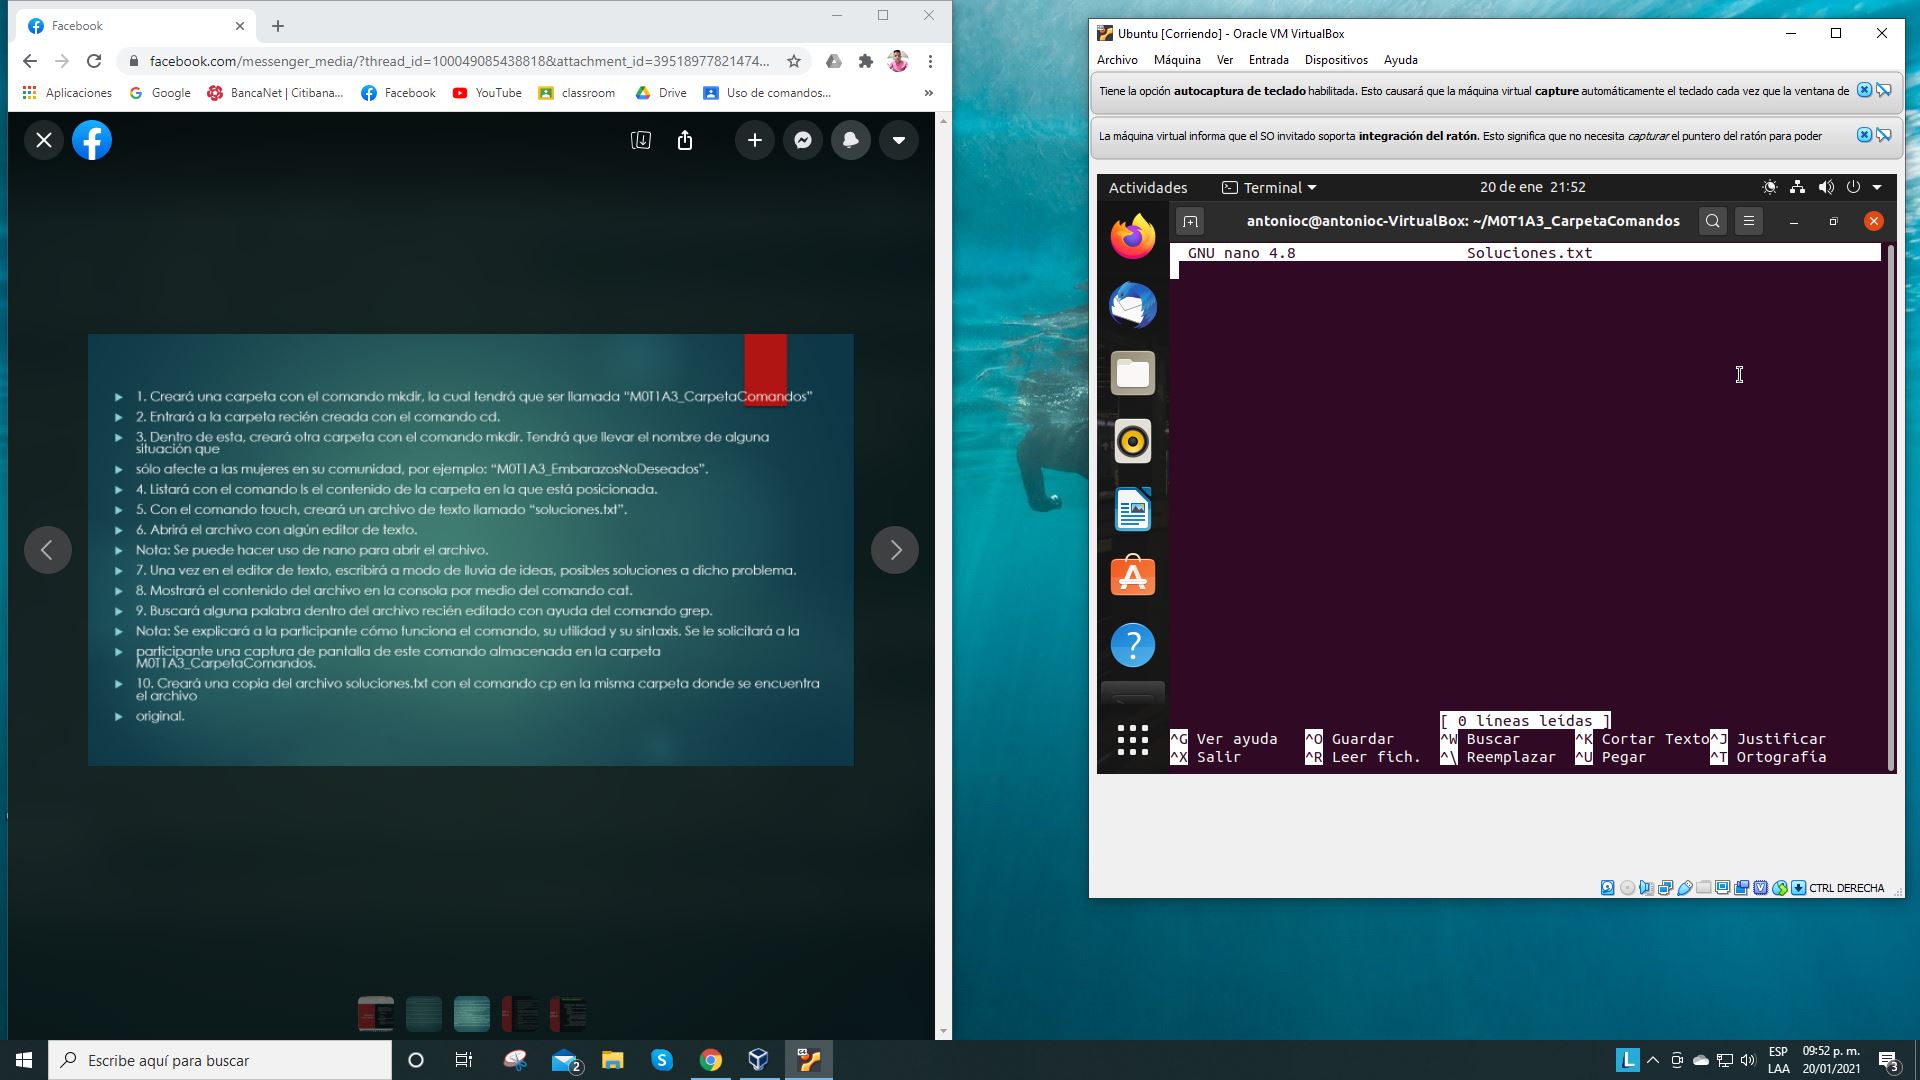 Facebook
facebook.com/messenger_media/?thread_id=100049085438818&attachment_id=39518977821474...
Aplicaciones
Google
BancaNet | Citibana...
Facebook
YouTube
classroom
Drive
Uso de comandos...
»
1. Creará una carpeta con el comando mkdir, la cual tendrá que ser llamada “M0T1A3_CarpetaComandos”
2. Entrará a la carpeta recién creada con el comando cd.
3. Dentro de esta, creará otra carpeta con el comando mkdir. Tendrá que llevar el nombre de alguna
situación que
sólo afecte a las mujeres en su comunidad, por ejemplo: “M0T1A3_EmbarazosNoDeseados”.
4. Listará con el comando ls el contenido de la carpeta en la que está posicionada.
5. Con el comando touch, creará un archivo de texto llamado “soluciones.txt”.
6. Abrirá el archivo con algún editor de texto.
Nota: Se puede hacer uso de nano para abrir el archivo.
7. Una vez en el editor de texto, escribirá a modo de lluvia de ideas, posibles soluciones a dicho problema.
8. Mostrará el contenido del archivo en la consola por medio del comando cat.
9. Buscará alguna palabra dentro del archivo recién editado con ayuda del comando grep.
Nota: Se explicará a la participante cómo funciona el comando, su utilidad y su sintaxis. Se le solicitará a la
participante una captura de pantalla de este comando almacenada en la carpeta
M0T1A3_CarpetaComandos.
10. Creará una copia del archivo soluciones.txt con el comando cp en la misma carpeta donde se encuentra
el archivo
original.
Ubuntu [Corriendo] - Oracle VM VirtualBox
Archivo Máquina Ver Entrada Dispositivos Ayuda
Tiene la opción autocaptura de teclado habilitada. Esto causará que la máquina virtual capture automáticamente el teclado cada vez que la ventana de
La máquina virtual informa que el SO invitado soporta integración del ratón. Esto significa que no necesita capturar el puntero del ratón para poder
Actividades Terminal 20 de ene 21:52
antonioc@antonioc-VirtualBox: ~/M0T1A3_CarpetaComandos
GNU nano 4.8 Soluciones.txt
[ 0 líneas leídas ]
^G Ver ayuda ^O Guardar ^W Buscar ^K Cortar Texto ^J Justificar
^X Salir ^R Leer fich. ^\ Reemplazar ^U Pegar ^T Ortografía
CTRL DERECHA
Escribe aquí para buscar
2
ESP
LAA
09:52 p. m.
20/01/2021
3